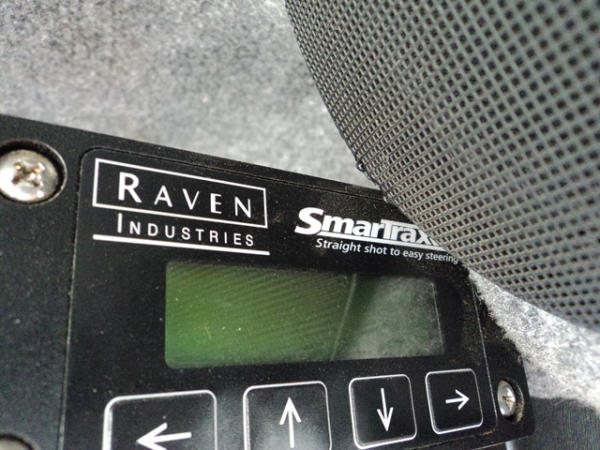 RAVEN
INDUSTRIES
SmarTrax
Straight shot to easy steering